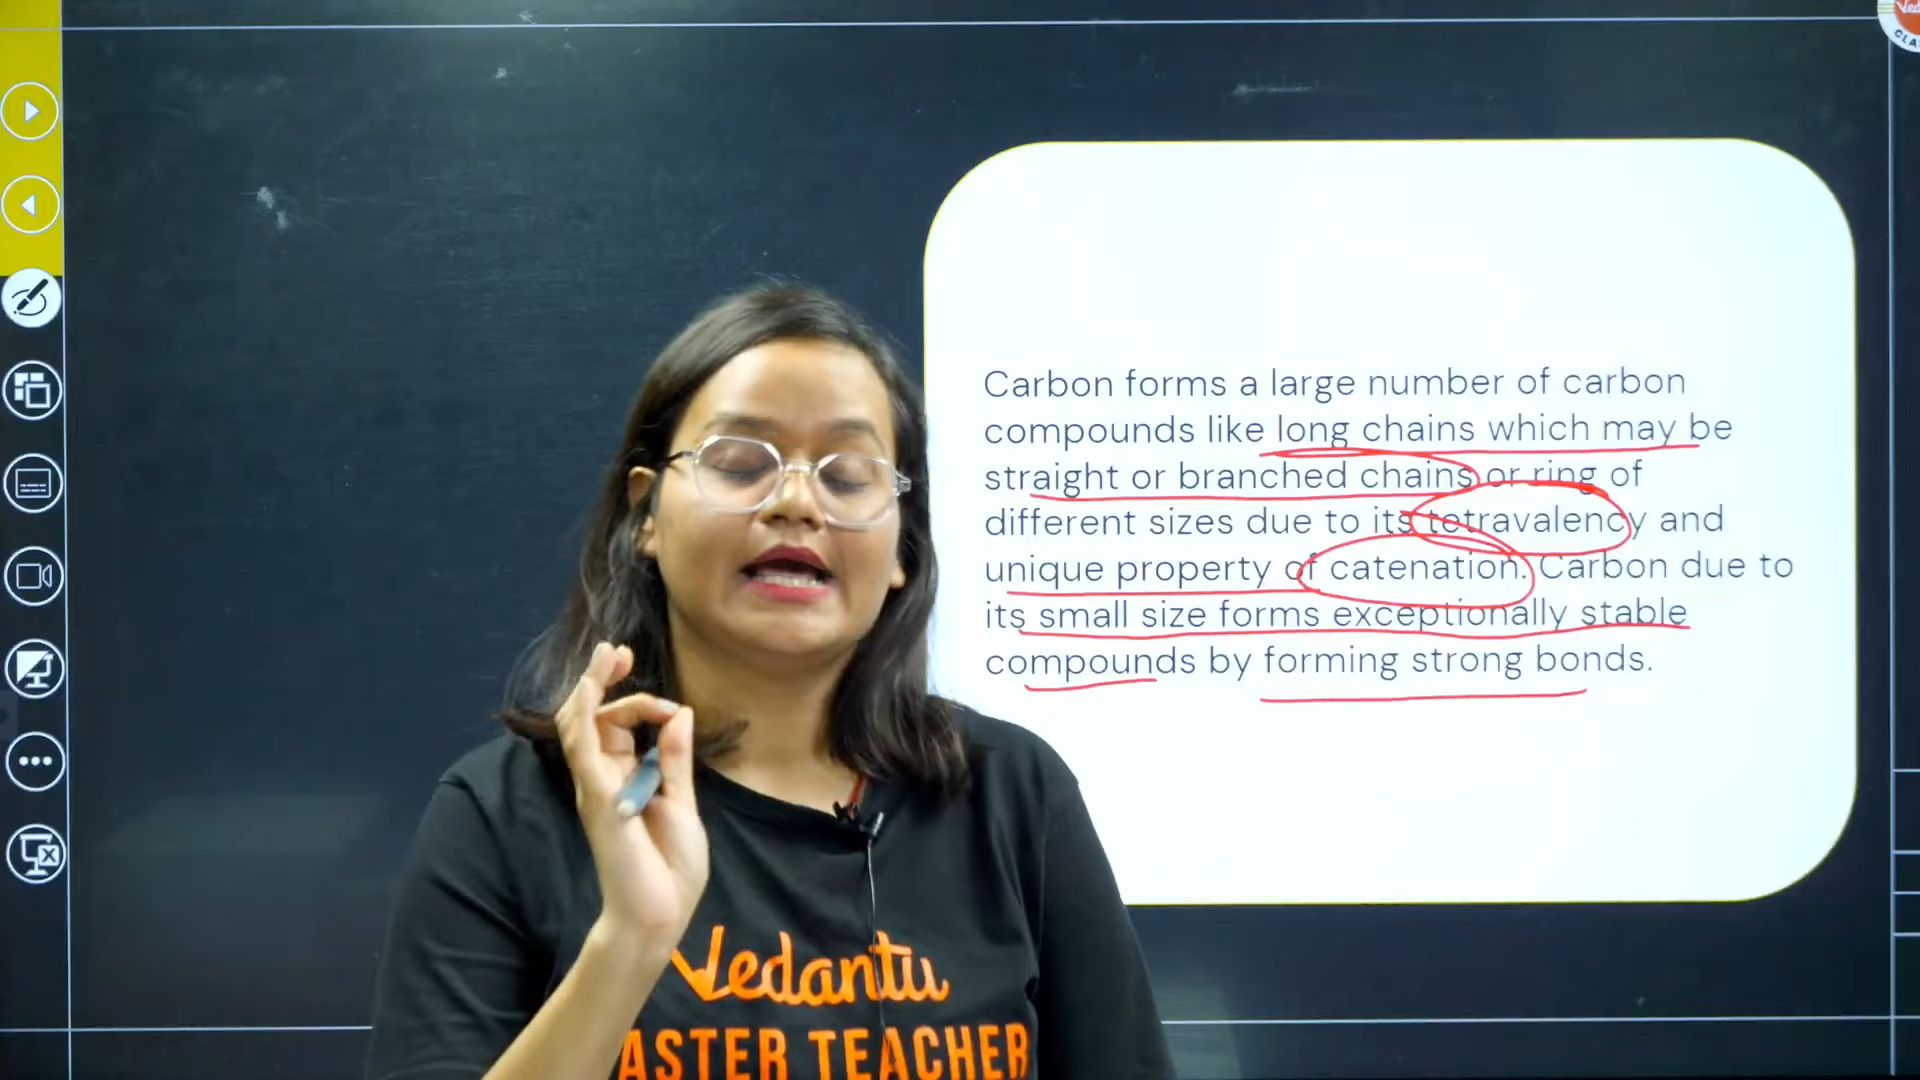 Carbon forms a large number of carbon
compounds like long chains which may be
straight or branched chains or ring of
different sizes due to its tetravalency and
unique property of catenation. Carbon due to
its small size forms exceptionally stable
compounds by forming strong bonds.
Vedantu
ASTER TEACHER
Ved
CLA